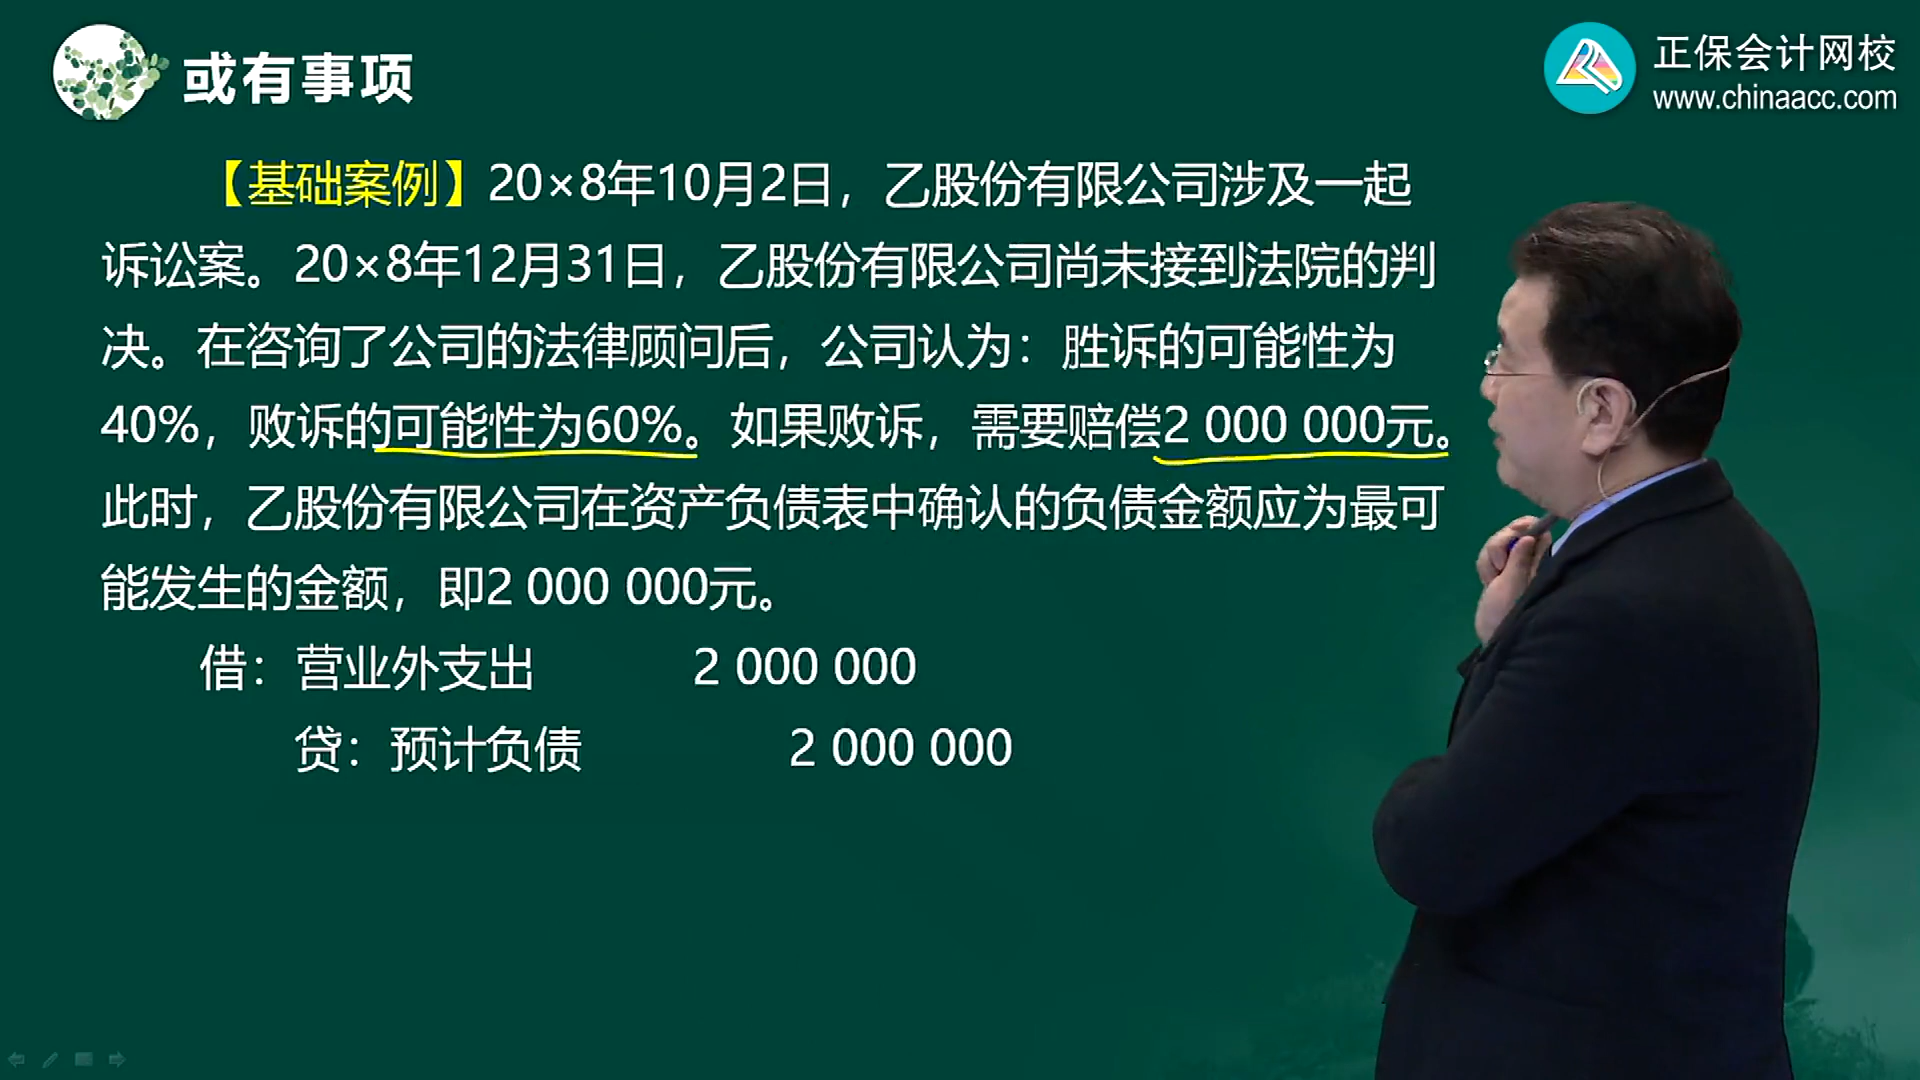 或有事项
正保会计网校
www.chinaacc.com
【基础案例】20×8年10月2日，乙股份有限公司涉及一起
诉讼案。20×8年12月31日，乙股份有限公司尚未接到法院的判
决。在咨询了公司的法律顾问后，公司认为：胜诉的可能性为
40%，败诉的可能性为60%。如果败诉，需要赔偿2 000 000元。
此时，乙股份有限公司在资产负债表中确认的负债金额应为最可
能发生的金额，即2 000 000元。
借：营业外支出 2 000 000
贷：预计负债 2 000 000